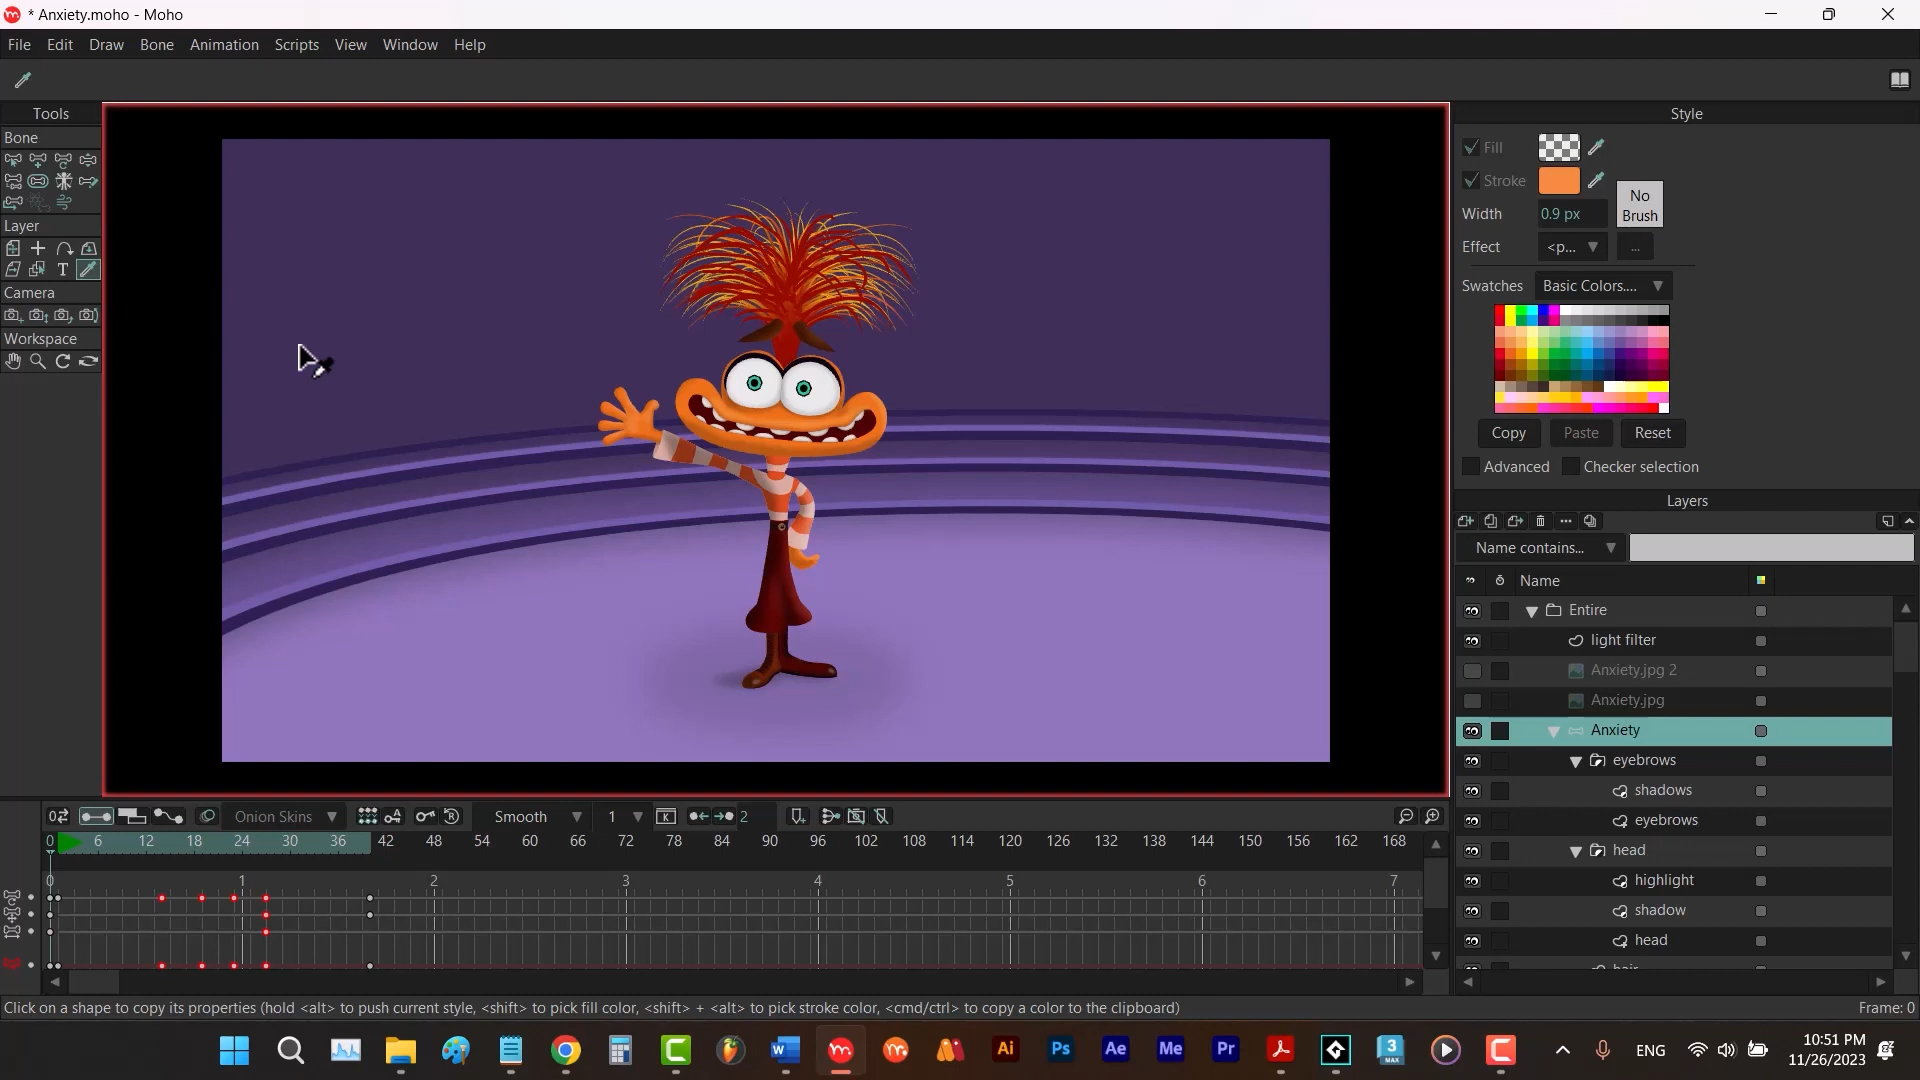 * Anxiety.moho - Moho
File Edit Draw Bone Animation Scripts View Window Help
Tools
Bone
Layer
T
Camera
Workspace
Style
Fill
Stroke
No Brush
Width 0.9 px
Effect <p... ...
Swatches Basic Colors....
Copy Paste Reset
Advanced Checker selection
Layers
Name contains...
Name
Entire
light filter
Anxiety.jpg 2
Anxiety.jpg
Anxiety
eyebrows
shadows
eyebrows
head
highlight
shadow
head
hair
Onion Skins Smooth 1 K 2
0 6 12 18 24 30 36 42 48 54 60 66 72 78 84 90 96 102 108 114 120 126 132 138 144 150 156 162 168
0 1 2 3 4 5 6 7
Click on a shape to copy its properties (hold <alt> to push current style, <shift> to pick fill color, <shift> + <alt> to pick stroke color, <cmd/ctrl> to copy a color to the clipboard)
Frame: 0
Ai Ps Ae Me Pr 3 MAX
ENG
10:51 PM
11/26/2023